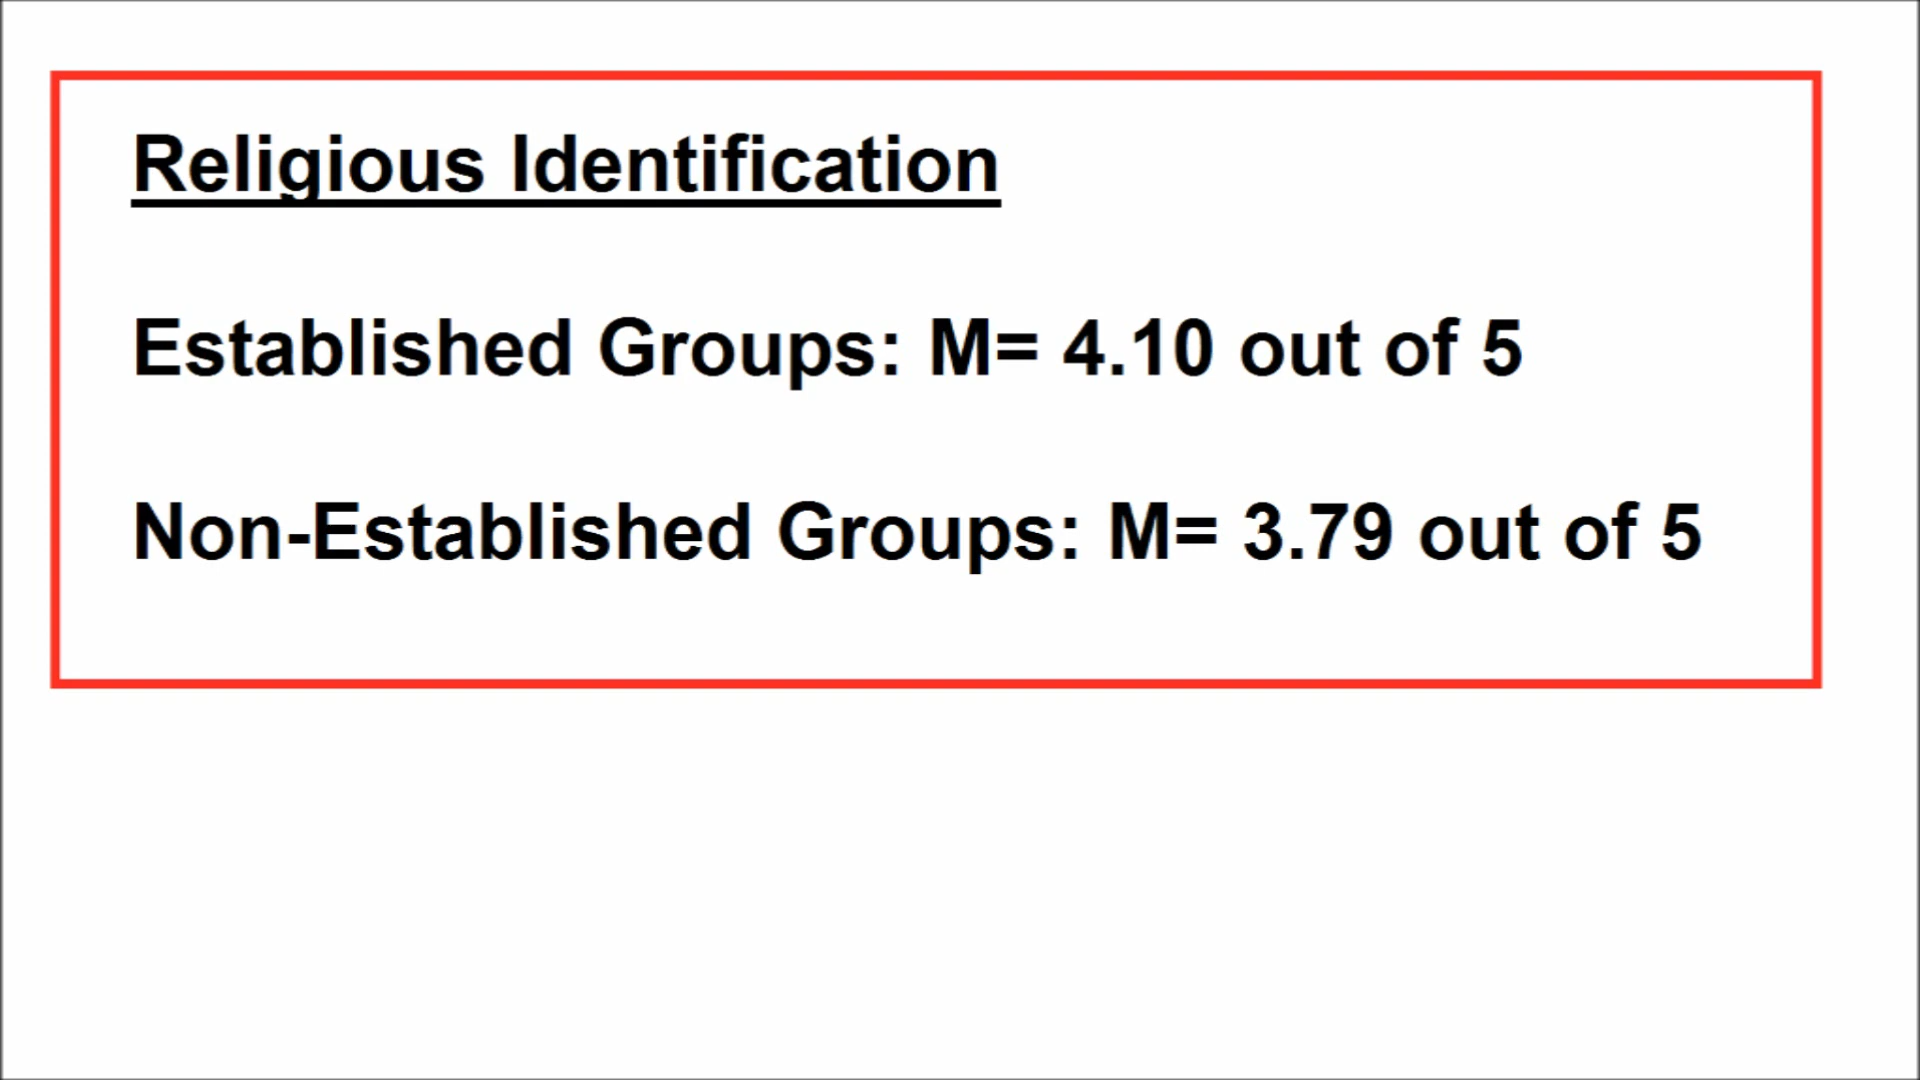 Religious Identification
Established Groups: M= 4.10 out of 5
Non-Established Groups: M= 3.79 out of 5